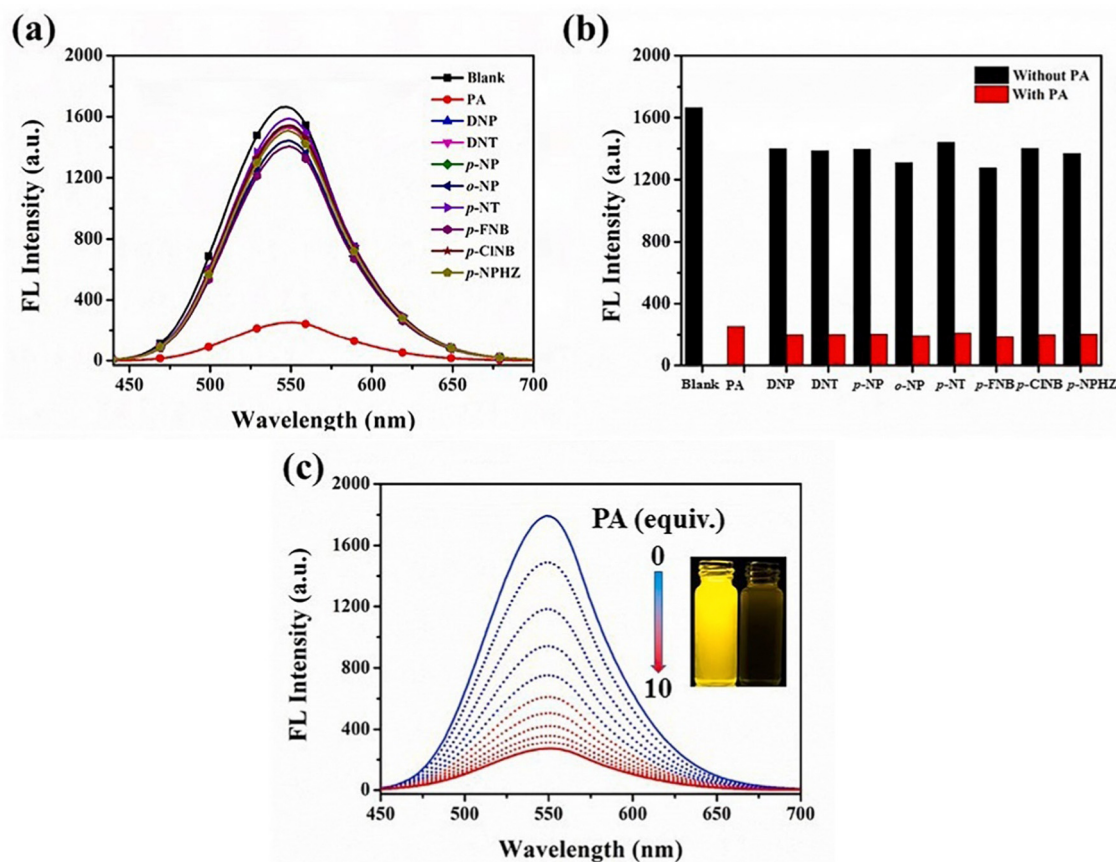 (a)
2000
1600
1200
800
400
0
FL Intensity (a.u.)
450
500
550
600
650
700
Wavelength (nm)
Blank
PA
DNP
DNT
p-NP
o-NP
p-NT
p-FNB
p-ClNB
p-NPHZ
(b)
2000
1600
1200
800
400
0
FL Intensity (a.u.)
Without PA
With PA
Blank
PA
DNP
DNT
p-NP
o-NP
p-NT
p-FNB
p-ClNB
p-NPHZ
(c)
2000
1600
1200
800
400
0
FL Intensity (a.u.)
PA (equiv.)
0
10
450
500
550
600
650
700
Wavelength (nm)